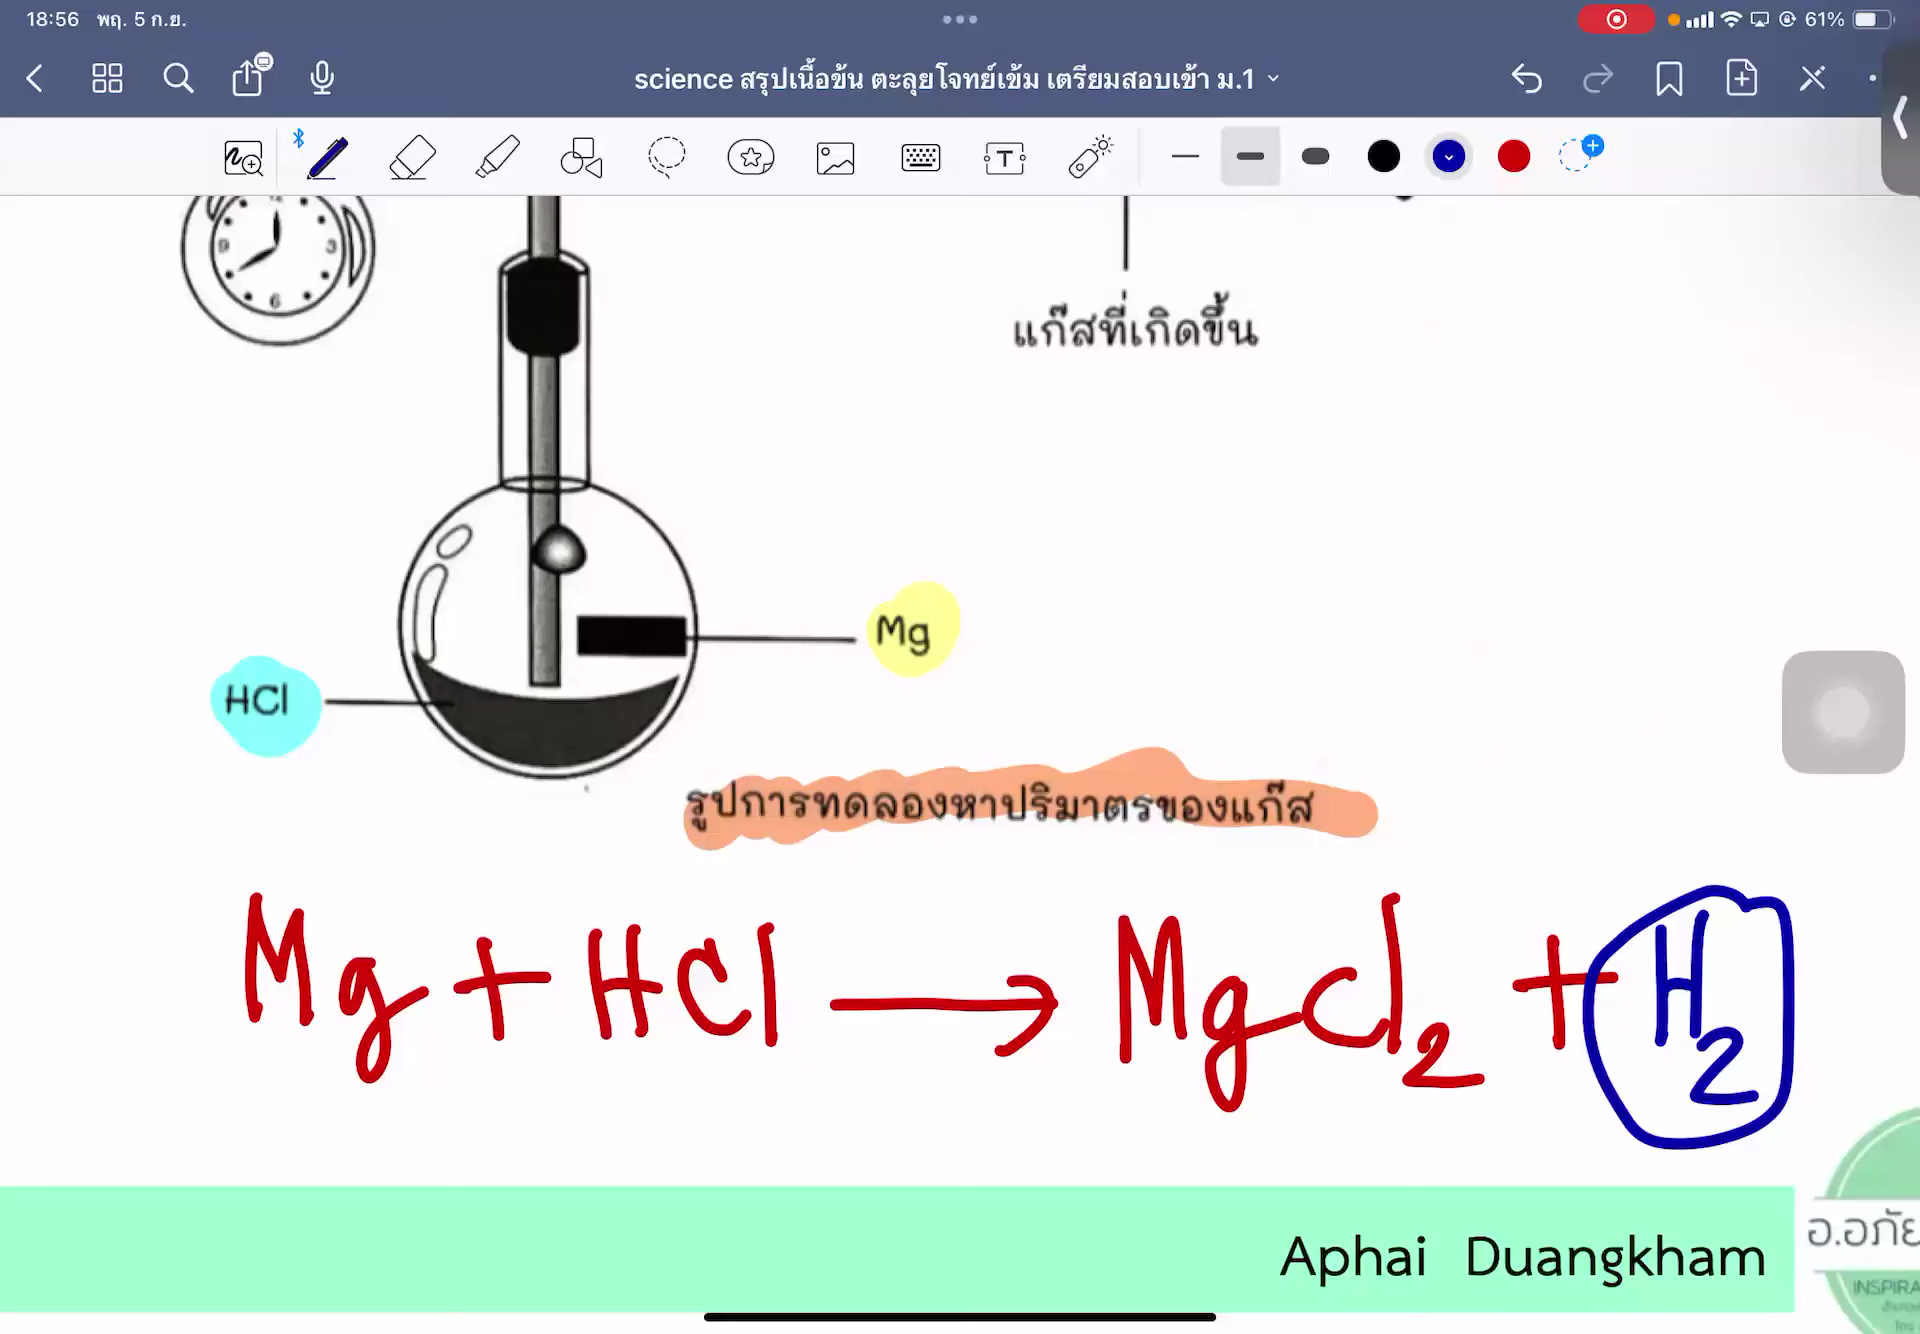 18:56 พฤ. 5 ก.ย.
61%
science สรุปเนื้อข้น ตะลุยโจทย์เข้ม เตรียมสอบเข้า ม.1
T
9 3
6
แก๊สที่เกิดขึ้น
Mg
HCl
รูปการทดลองหาปริมาตรของแก๊ส
Mg + HCl → MgCl₂ + H₂
Aphai Duangkham
อ.อภัย
INSPIRA